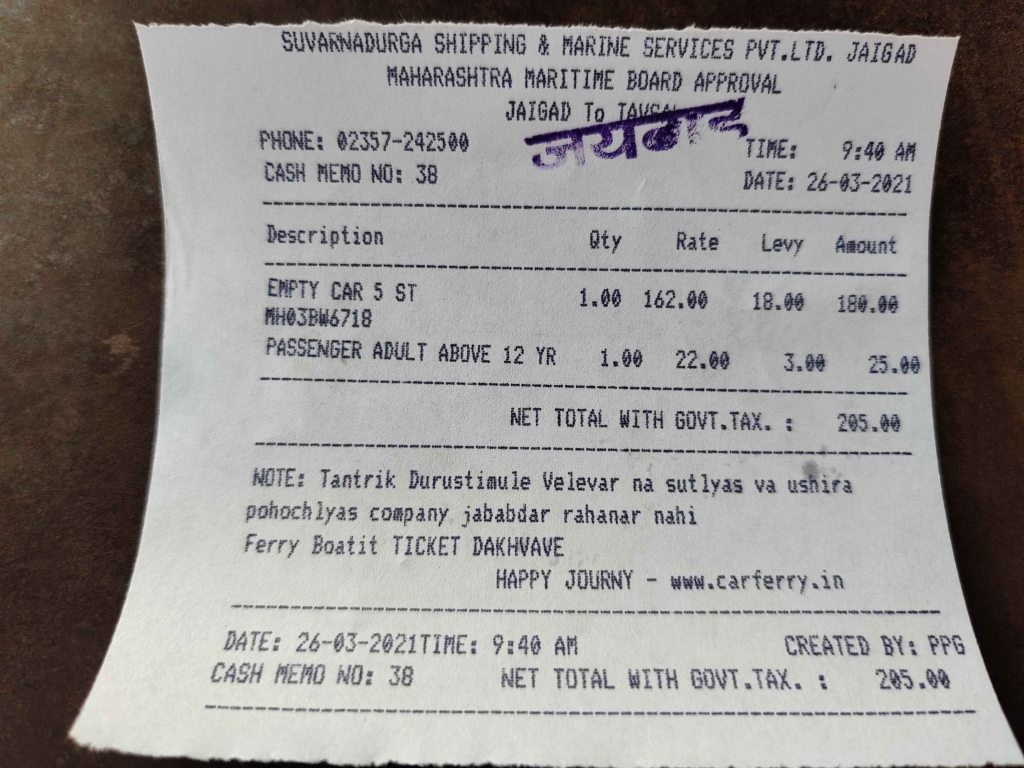 SUVARNADURGA SHIPPING & MARINE SERVICES PVT.LTD. JAIGAD
MAHARASHTRA MARITIME BOARD APPROVAL
JAIGAD To TAVSAL
जयगड
PHONE: 02357-242500 TIME: 9:40 AM
CASH MEMO NO: 38 DATE: 26-03-2021
Description Qty Rate Levy Amount
EMPTY CAR 5 ST 1.00 162.00 18.00 180.00
MH03BW6718
PASSENGER ADULT ABOVE 12 YR 1.00 22.00 3.00 25.00
NET TOTAL WITH GOVT.TAX. : 205.00
NOTE: Tantrik Durustimule Velevar na sutlyas va ushira
pohochlyas company jababdar rahanar nahi
Ferry Boatit TICKET DAKHVAVE
HAPPY JOURNY - www.carferry.in
DATE: 26-03-2021TIME: 9:40 AM CREATED BY: PPG
CASH MEMO NO: 38 NET TOTAL WITH GOVT.TAX. : 205.00